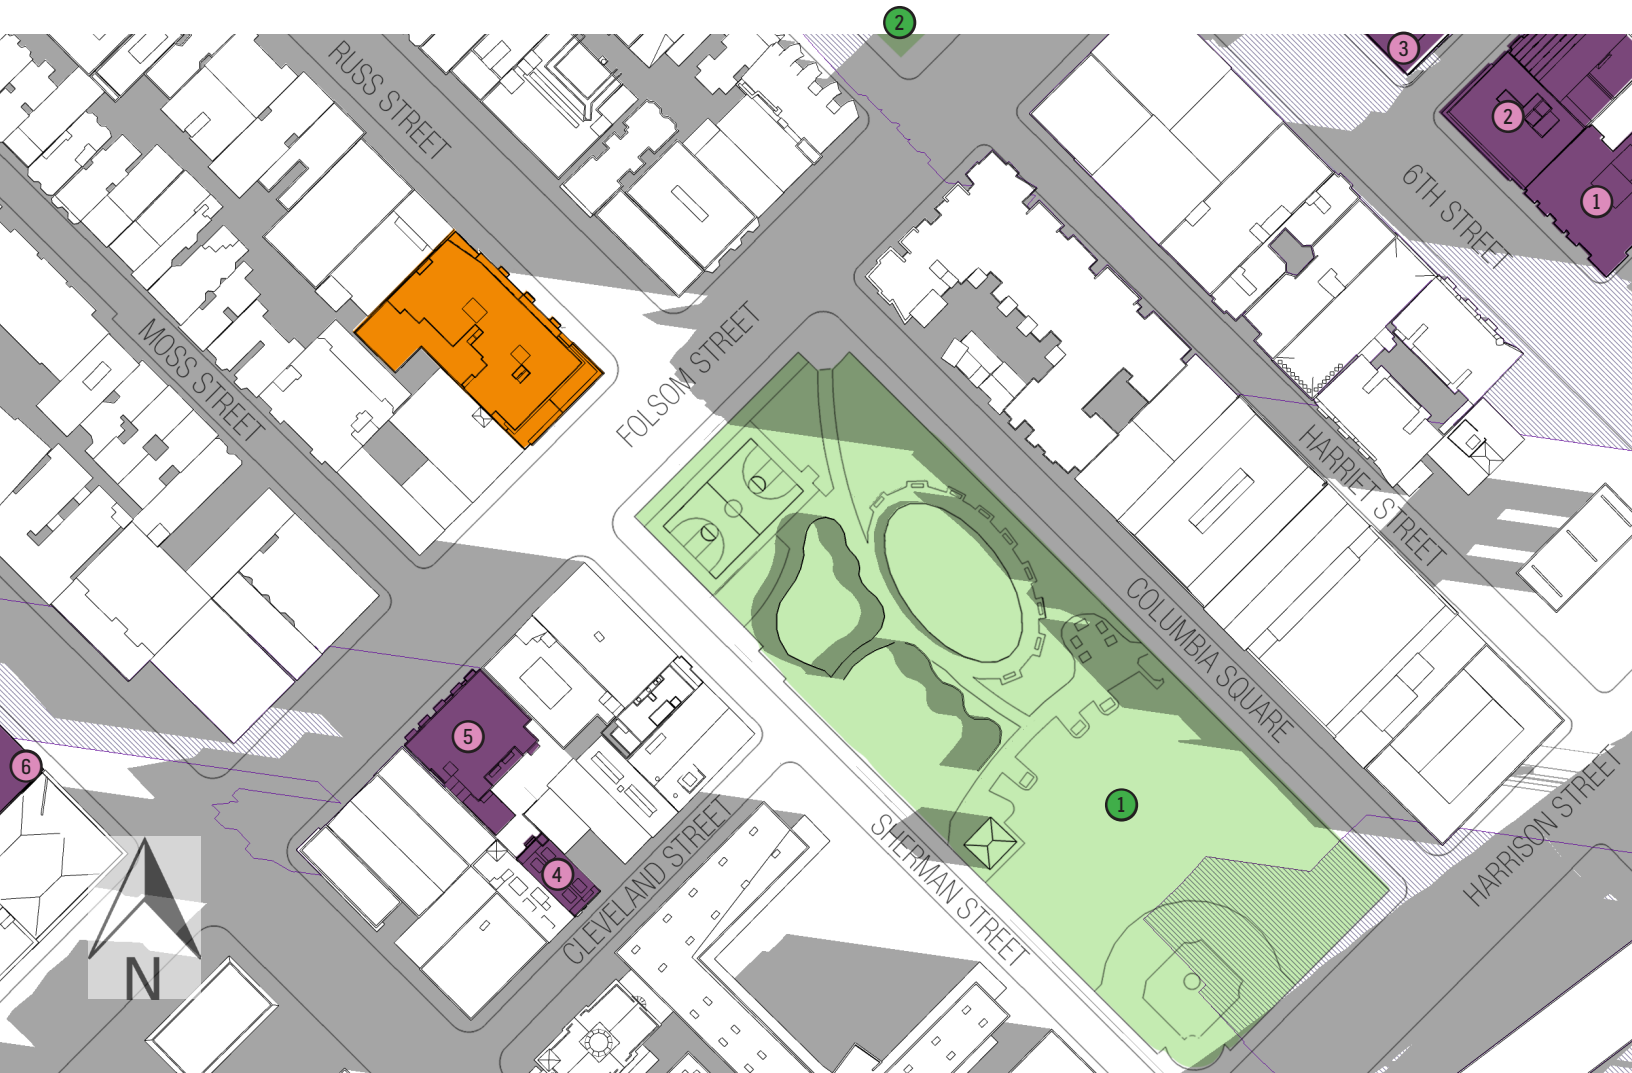 2
3
RUSS STREET
2
6TH STREET
1
MOSS STREET
FOLSOM STREET
HARRIET STREET
COLUMBIA SQUARE
5
6
1
HARRISON STREET
SHERMAN STREET
4
CLEVELAND STREET
N